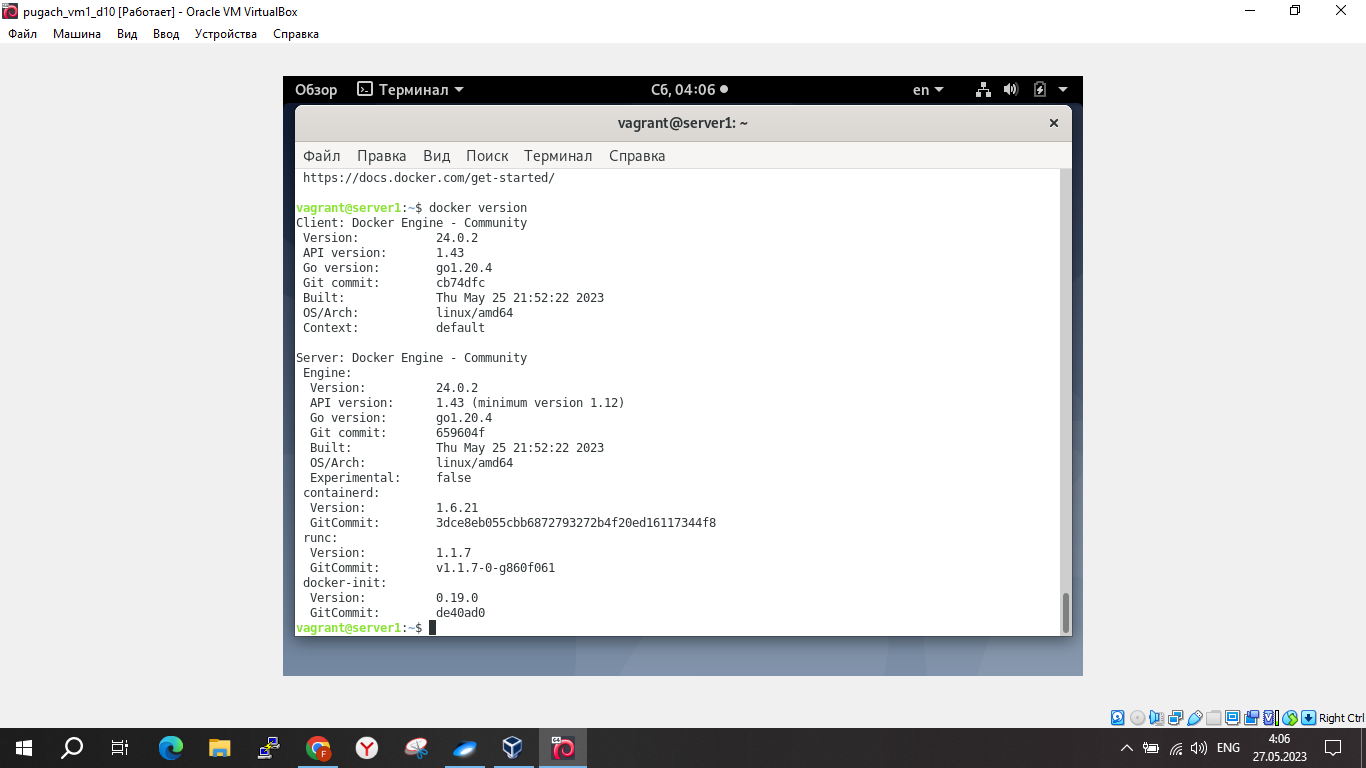 pugach_vm1_d10 [Работает] - Oracle VM VirtualBox
Файл Машина Вид Ввод Устройства Справка
Обзор Терминал Сб, 04:06 en
vagrant@server1: ~
Файл Правка Вид Поиск Терминал Справка
https://docs.docker.com/get-started/
vagrant@server1:~$ docker version
Client: Docker Engine - Community
Version: 24.0.2
API version: 1.43
Go version: go1.20.4
Git commit: cb74dfc
Built: Thu May 25 21:52:22 2023
OS/Arch: linux/amd64
Context: default
Server: Docker Engine - Community
Engine:
Version: 24.0.2
API version: 1.43 (minimum version 1.12)
Go version: go1.20.4
Git commit: 659604f
Built: Thu May 25 21:52:22 2023
OS/Arch: linux/amd64
Experimental: false
containerd:
Version: 1.6.21
GitCommit: 3dce8eb055cbb6872793272b4f20ed16117344f8
runc:
Version: 1.1.7
GitCommit: v1.1.7-0-g860f061
docker-init:
Version: 0.19.0
GitCommit: de40ad0
vagrant@server1:~$
Right Ctrl
ENG
4:06
27.05.2023